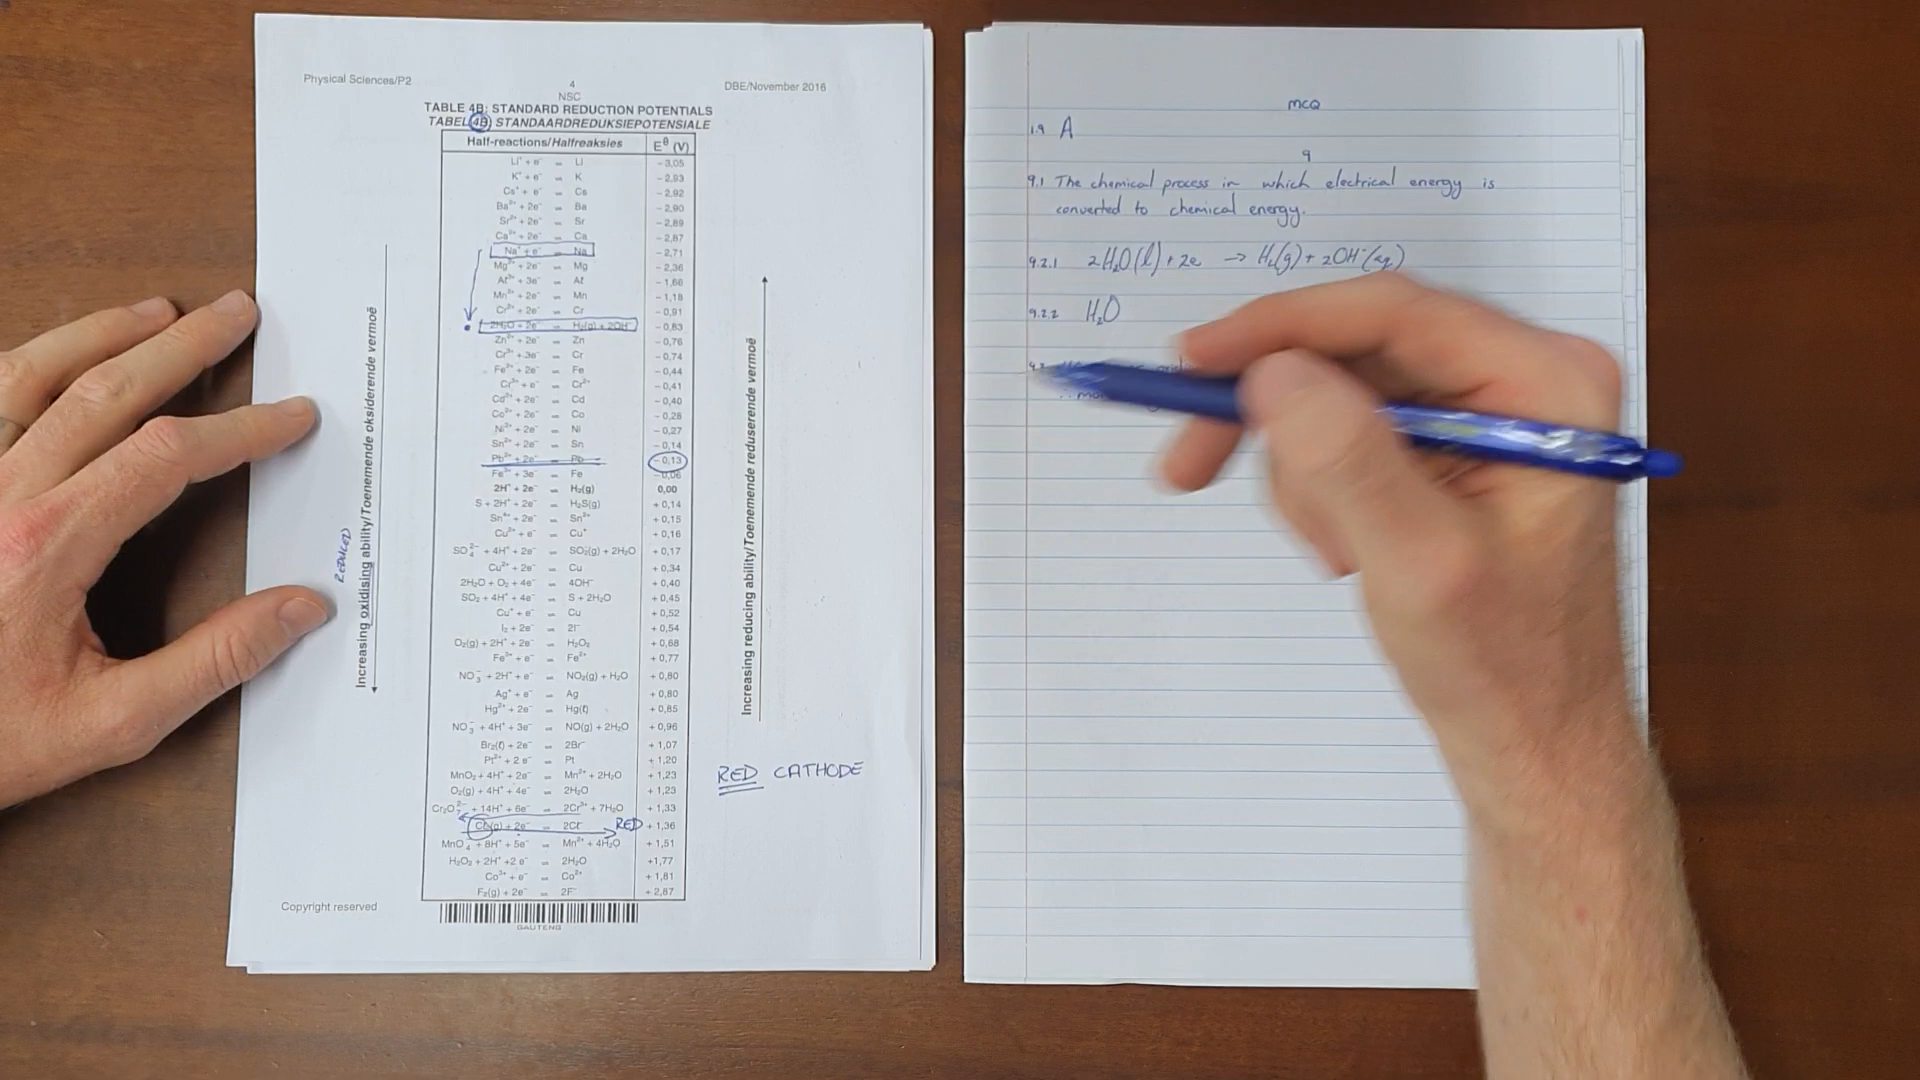 Physical Sciences/P2
4
DBE/November 2016
NSC
TABLE 4B: STANDARD REDUCTION POTENTIALS
TABEL 4B: STANDAARDREDUKSIEPOTENSIALE
Half-reactions/Halfreaksies Eθ (V)
Li⁺ + e⁻ ⇌ Li − 3,05
K⁺ + e⁻ ⇌ K − 2,93
Cs⁺ + e⁻ ⇌ Cs − 2,92
Ba²⁺ + 2e⁻ ⇌ Ba − 2,90
Sr²⁺ + 2e⁻ ⇌ Sr − 2,89
Ca²⁺ + 2e⁻ ⇌ Ca − 2,87
Na⁺ + e⁻ ⇌ Na − 2,71
Mg²⁺ + 2e⁻ ⇌ Mg − 2,36
Aℓ³⁺ + 3e⁻ ⇌ Aℓ − 1,66
Mn²⁺ + 2e⁻ ⇌ Mn − 1,18
Cr²⁺ + 2e⁻ ⇌ Cr − 0,91
2H₂O + 2e⁻ ⇌ H₂(g) + 2OH⁻ − 0,83
Zn²⁺ + 2e⁻ ⇌ Zn − 0,76
Cr³⁺ + 3e⁻ ⇌ Cr − 0,74
Fe²⁺ + 2e⁻ ⇌ Fe − 0,44
Cr³⁺ + e⁻ ⇌ Cr²⁺ − 0,41
Cd²⁺ + 2e⁻ ⇌ Cd − 0,40
Co²⁺ + 2e⁻ ⇌ Co − 0,28
Ni²⁺ + 2e⁻ ⇌ Ni − 0,27
Sn²⁺ + 2e⁻ ⇌ Sn − 0,14
Pb²⁺ + 2e⁻ ⇌ Pb − 0,13
Fe³⁺ + 3e⁻ ⇌ Fe − 0,06
2H⁺ + 2e⁻ ⇌ H₂(g) 0,00
S + 2H⁺ + 2e⁻ ⇌ H₂S(g) + 0,14
Sn⁴⁺ + 2e⁻ ⇌ Sn²⁺ + 0,15
Cu²⁺ + e⁻ ⇌ Cu⁺ + 0,16
SO₄²⁻ + 4H⁺ + 2e⁻ ⇌ SO₂(g) + 2H₂O + 0,17
Cu²⁺ + 2e⁻ ⇌ Cu + 0,34
2H₂O + O₂ + 4e⁻ ⇌ 4OH⁻ + 0,40
SO₂ + 4H⁺ + 4e⁻ ⇌ S + 2H₂O + 0,45
Cu⁺ + e⁻ ⇌ Cu + 0,52
I₂ + 2e⁻ ⇌ 2I⁻ + 0,54
O₂(g) + 2H⁺ + 2e⁻ ⇌ H₂O₂ + 0,68
Fe³⁺ + e⁻ ⇌ Fe²⁺ + 0,77
NO₃⁻ + 2H⁺ + e⁻ ⇌ NO₂(g) + H₂O + 0,80
Ag⁺ + e⁻ ⇌ Ag + 0,80
Hg²⁺ + 2e⁻ ⇌ Hg(ℓ) + 0,85
NO₃⁻ + 4H⁺ + 3e⁻ ⇌ NO(g) + 2H₂O + 0,96
Br₂(ℓ) + 2e⁻ ⇌ 2Br⁻ + 1,07
Pt²⁺ + 2 e⁻ ⇌ Pt + 1,20
MnO₂ + 4H⁺ + 2e⁻ ⇌ Mn²⁺ + 2H₂O + 1,23
O₂(g) + 4H⁺ + 4e⁻ ⇌ 2H₂O + 1,23
Cr₂O₇²⁻ + 14H⁺ + 6e⁻ ⇌ 2Cr³⁺ + 7H₂O + 1,33
Cℓ₂(g) + 2e⁻ ⇌ 2Cℓ⁻ RED + 1,36
MnO₄⁻ + 8H⁺ + 5e⁻ ⇌ Mn²⁺ + 4H₂O + 1,51
H₂O₂ + 2H⁺ +2 e⁻ ⇌ 2H₂O +1,77
Co³⁺ + e⁻ ⇌ Co²⁺ + 1,81
F₂(g) + 2e⁻ ⇌ 2F⁻ + 2,87
Increasing oxidising ability/Toenemende oksiderende vermoë
REDUCED
Increasing reducing ability/Toenemende reduserende vermoë
RED CATHODE
Copyright reserved
GAUTENG
MCQ
1.9 A
9
9.1 The chemical process in which electrical energy is
converted to chemical energy.
9.2.1 2H₂O(l) + 2e → H₂(g) + 2OH⁻(aq)
9.2.2 H₂O